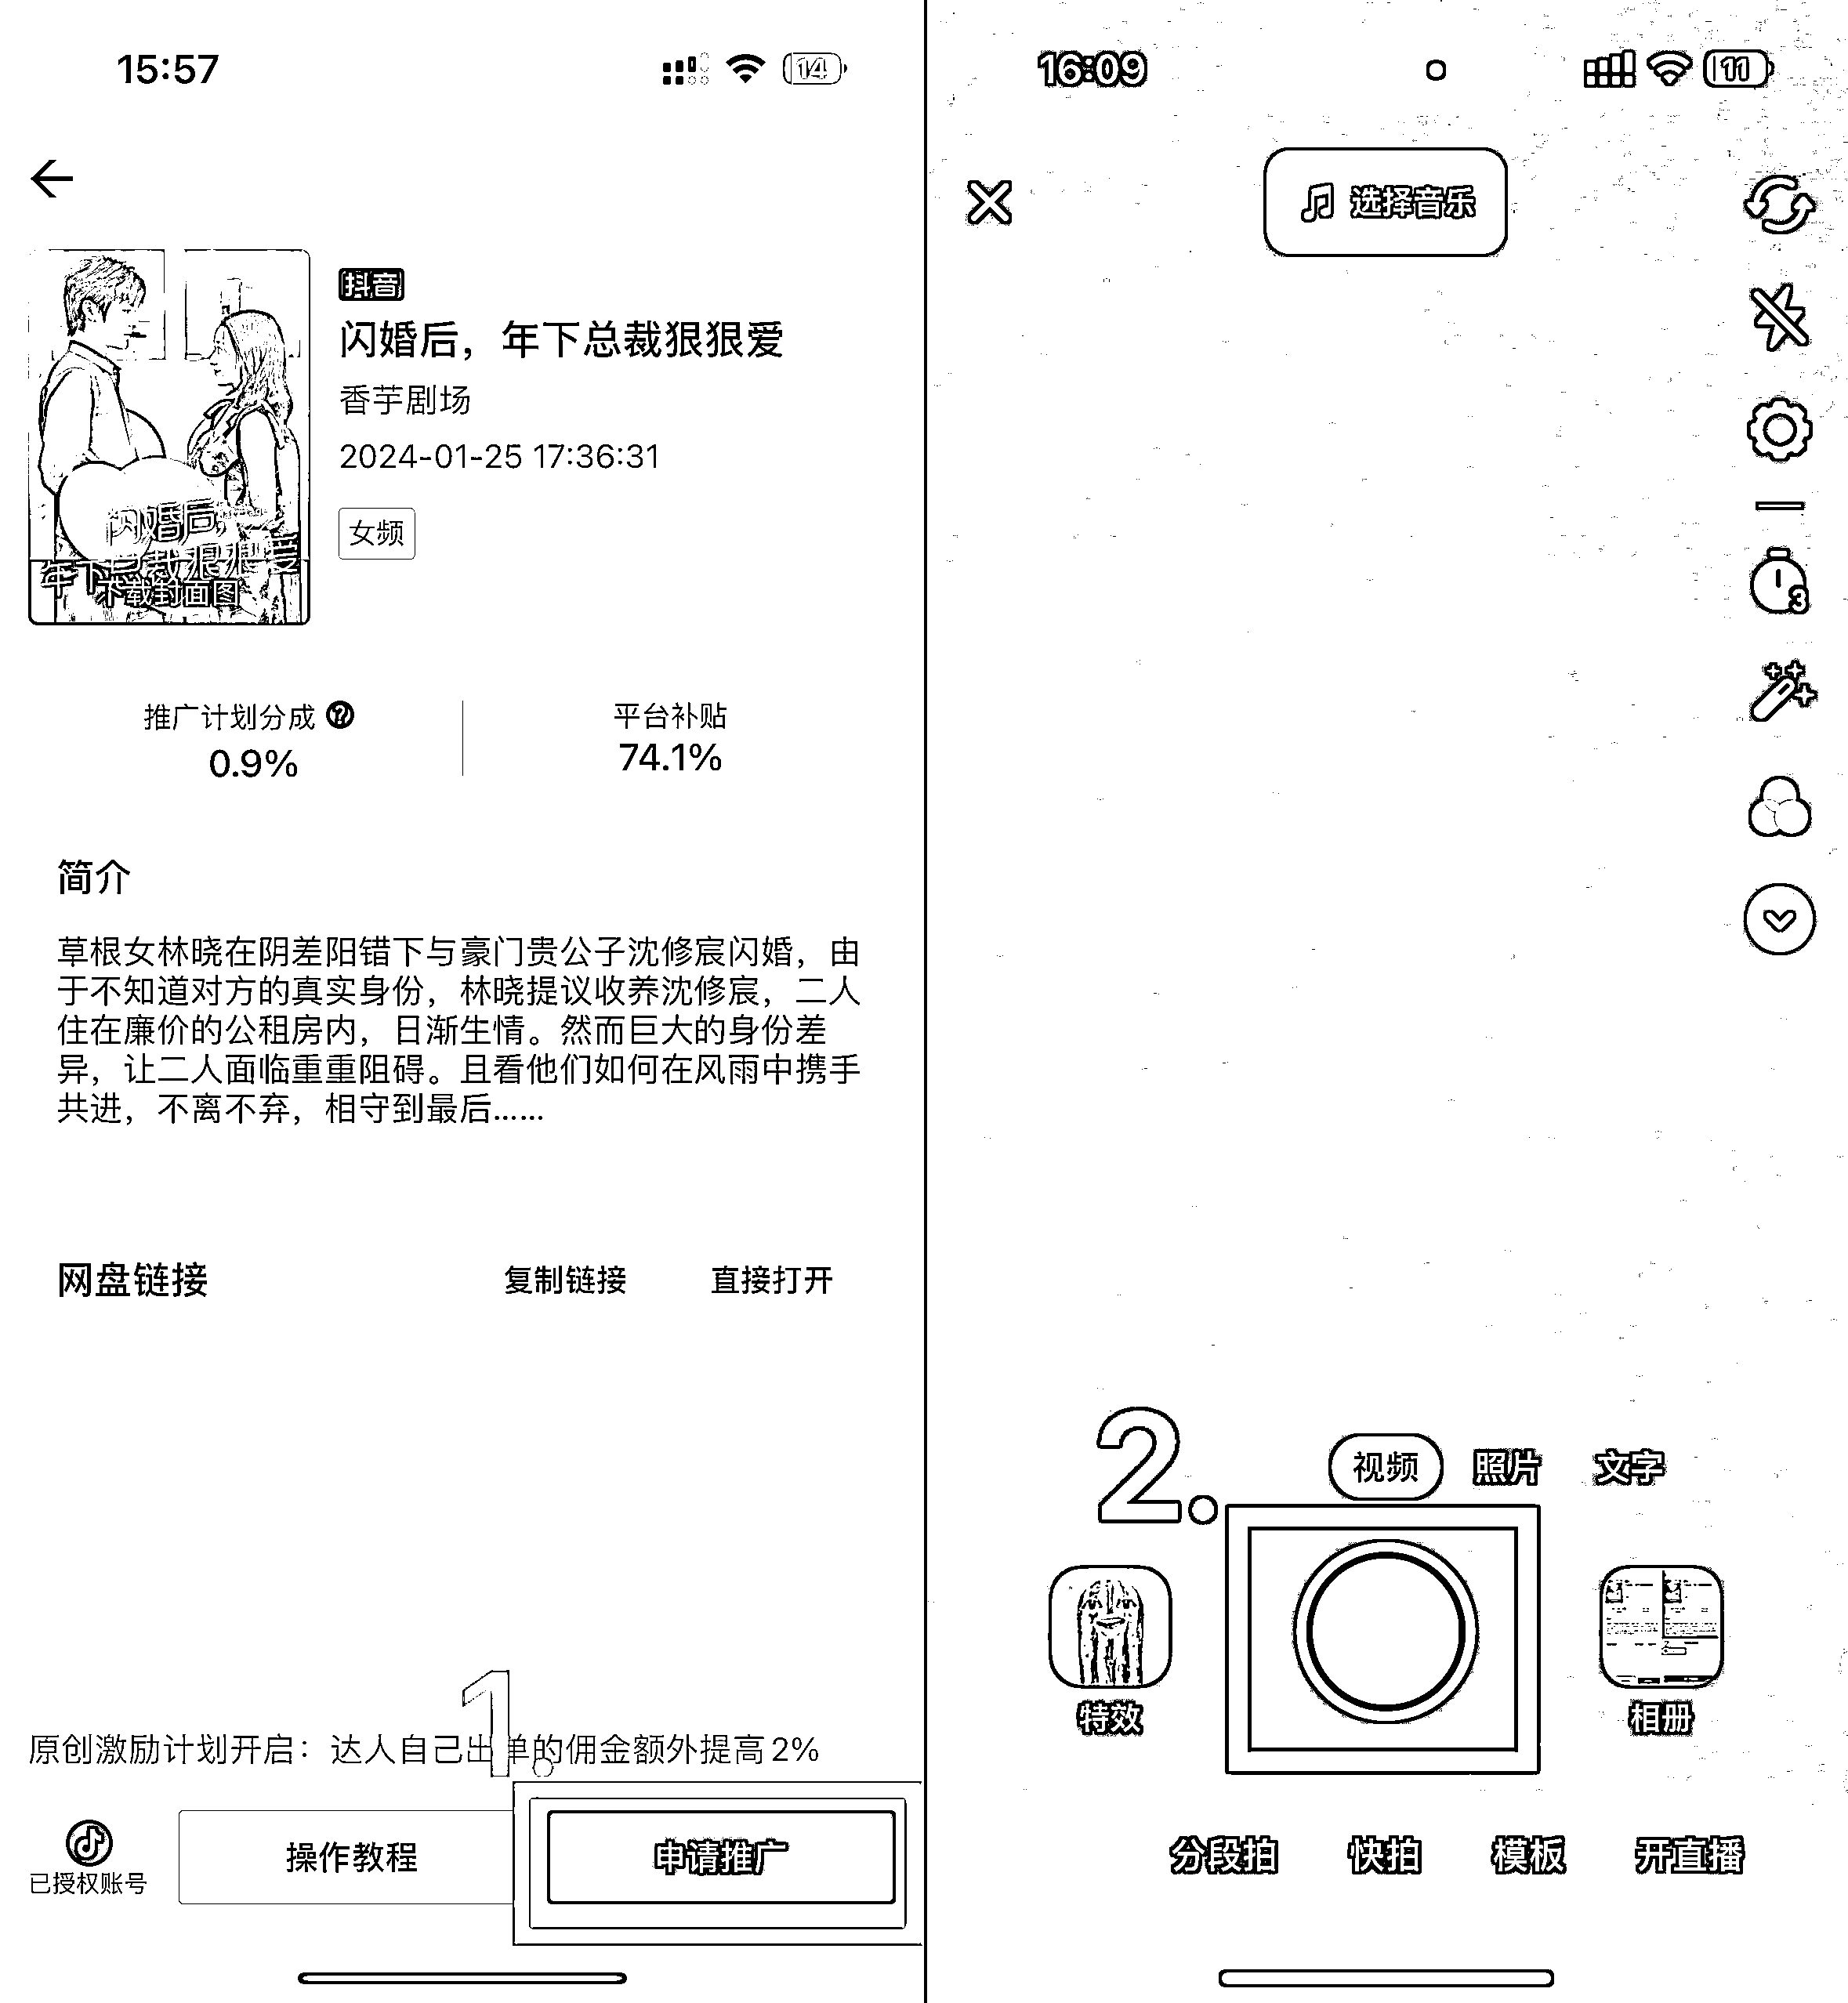 15:57
14
抖音
闪婚后，年下总裁狠狠爱
香芋剧场
2024-01-25 17:36:31
女频
闪婚后，
年下总裁狠狠爱
下载封面图
推广计划分成 ?
0.9%
平台补贴
74.1%
简介
草根女林晓在阴差阳错下与豪门贵公子沈修宸闪婚，由
于不知道对方的真实身份，林晓提议收养沈修宸，二人
住在廉价的公租房内，日渐生情。然而巨大的身份差
异，让二人面临重重阻碍。且看他们如何在风雨中携手
共进，不离不弃，相守到最后……
网盘链接
复制链接
直接打开
1.
原创激励计划开启：达人自己出单的佣金额外提高2%
已授权账号
操作教程
申请推广
16:09
11
选择音乐
3
2.
视频
照片
文字
特效
相册
分段拍
快拍
模板
开直播